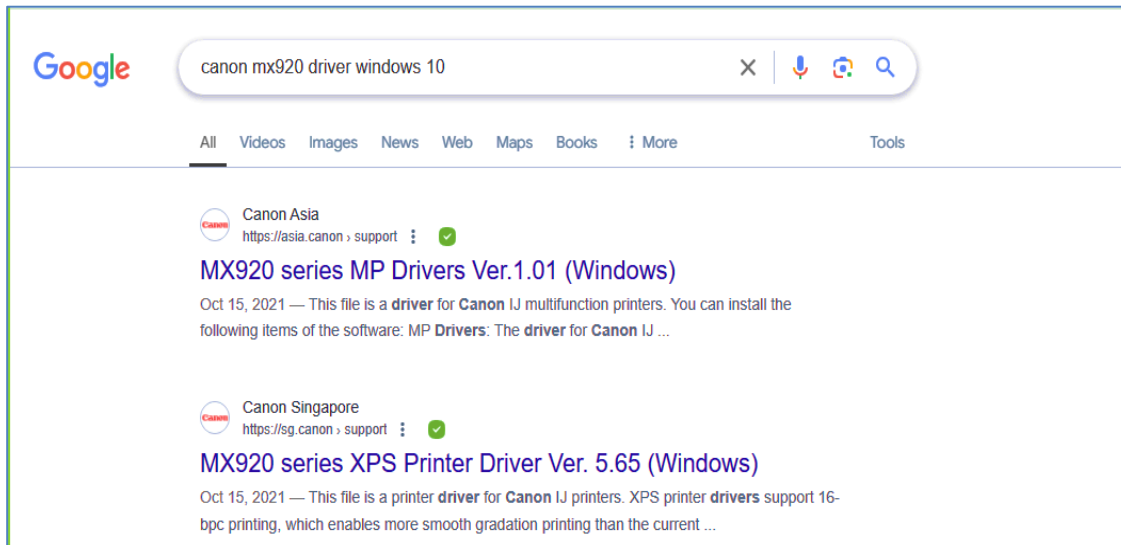 Google
canon mx920 driver windows 10
All Videos Images News Web Maps Books More Tools
Canon
Canon Asia
https://asia.canon › support
MX920 series MP Drivers Ver.1.01 (Windows)
Oct 15, 2021 — This file is a driver for Canon IJ multifunction printers. You can install the
following items of the software: MP Drivers: The driver for Canon IJ ...
Canon
Canon Singapore
https://sg.canon › support
MX920 series XPS Printer Driver Ver. 5.65 (Windows)
Oct 15, 2021 — This file is a printer driver for Canon IJ printers. XPS printer drivers support 16-
bpc printing, which enables more smooth gradation printing than the current ...